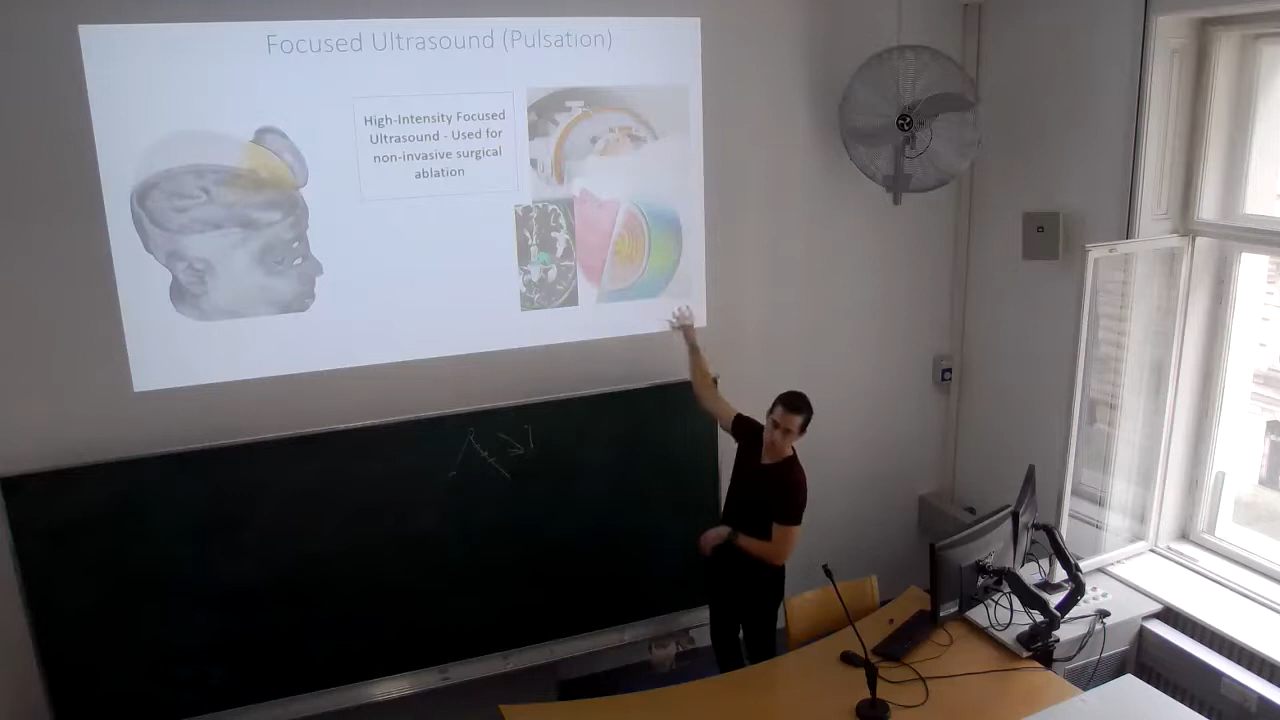 Focused Ultrasound (Pulsation)
High-Intensity Focused
Ultrasound - Used for
non-invasive surgical
ablation